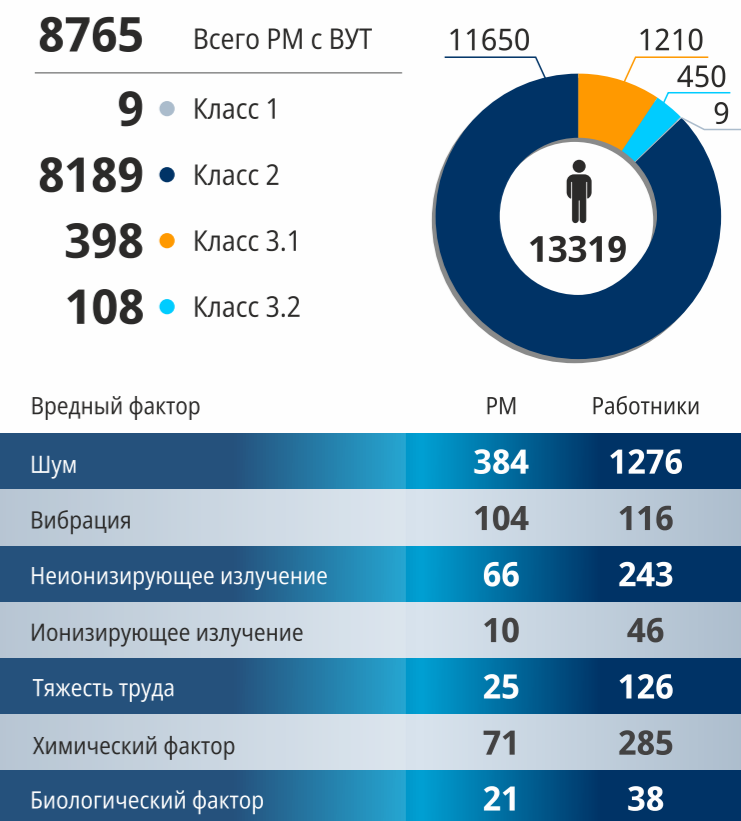 8765 Всего РМ с ВУТ
9 Класс 1
8189 Класс 2
398 Класс 3.1
108 Класс 3.2
11650
1210
450
9
13319
Вредный фактор РМ Работники
Шум 384 1276
Вибрация 104 116
Неионизирующее излучение 66 243
Ионизирующее излучение 10 46
Тяжесть труда 25 126
Химический фактор 71 285
Биологический фактор 21 38